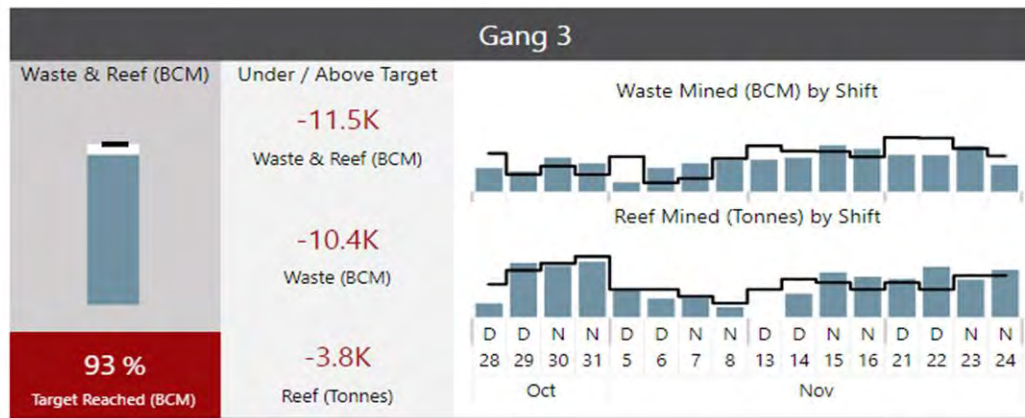 Gang 3
Waste & Reef (BCM)
93 %
Target Reached (BCM)
Under / Above Target
-11.5K
Waste & Reef (BCM)
-10.4K
Waste (BCM)
-3.8K
Reef (Tonnes)
Waste Mined (BCM) by Shift
Reef Mined (Tonnes) by Shift
D D N N D D N N D D N N D D N N
28 29 30 31 5 6 7 8 13 14 15 16 21 22 23 24
Oct Nov